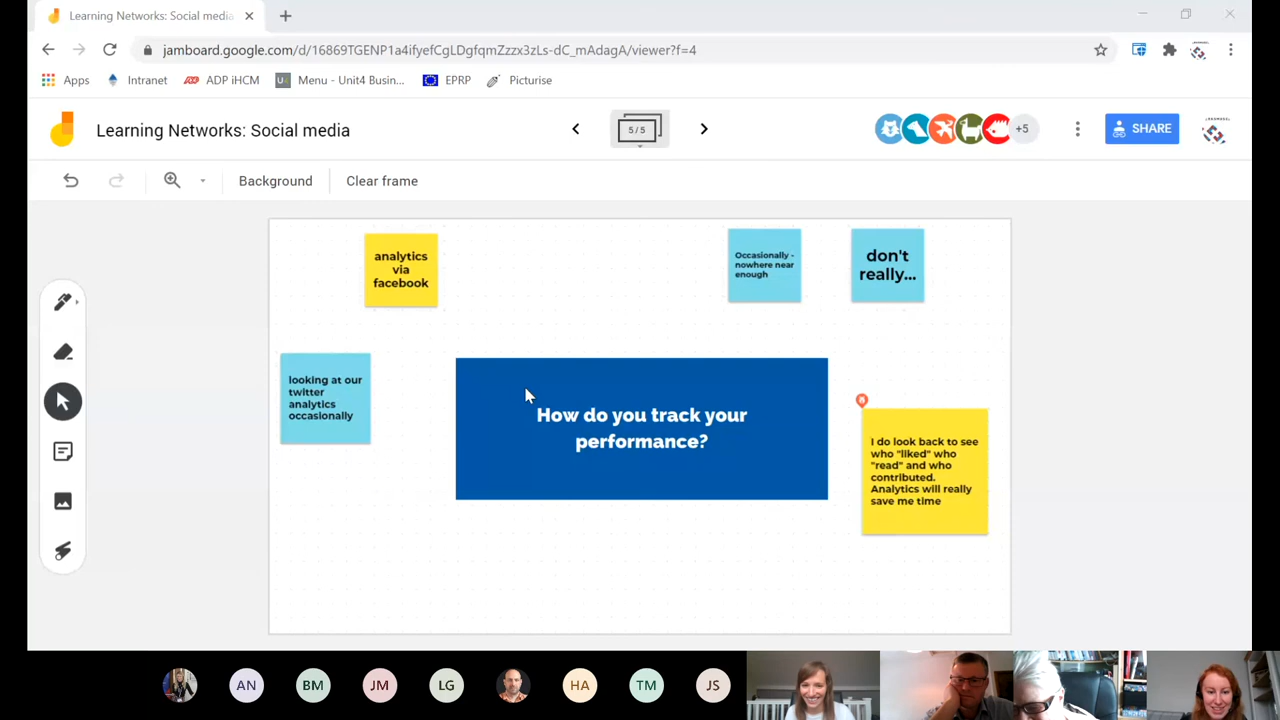 Learning Networks: Social media
jamboard.google.com/d/16869TGENP1a4ifyefCqLDgfqmZzzx3zLs-dC_mAdagA/viewer?f=4
Apps
Intranet
ADP iHCM
Menu - Unit4 Busin...
EPRP
Picturise
Learning Networks: Social media
5 / 5
+5
SHARE
Background
Clear frame
analytics
via
facebook
Occasionally -
nowhere near
enough
don't
really...
looking at our
twitter
analytics
occasionally
How do you track your
performance?
I do look back to see
who "liked" who
"read" and who
contributed.
Analytics will really
save me time
AN
BM
JM
LG
HA
TM
JS